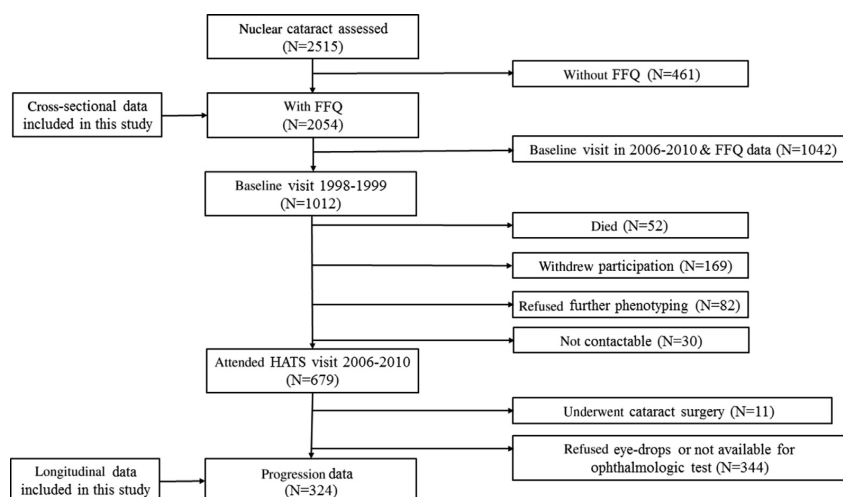 Nuclear cataract assessed
(N=2515)
Without FFQ (N=461)
Cross-sectional data
included in this study
With FFQ
(N=2054)
Baseline visit in 2006-2010 & FFQ data (N=1042)
Baseline visit 1998-1999
(N=1012)
Died (N=52)
Withdrew participation (N=169)
Refused further phenotyping (N=82)
Not contactable (N=30)
Attended HATS visit 2006-2010
(N=679)
Underwent cataract surgery (N=11)
Refused eye-drops or not available for
ophthalmologic test (N=344)
Longitudinal data
included in this study
Progression data
(N=324)